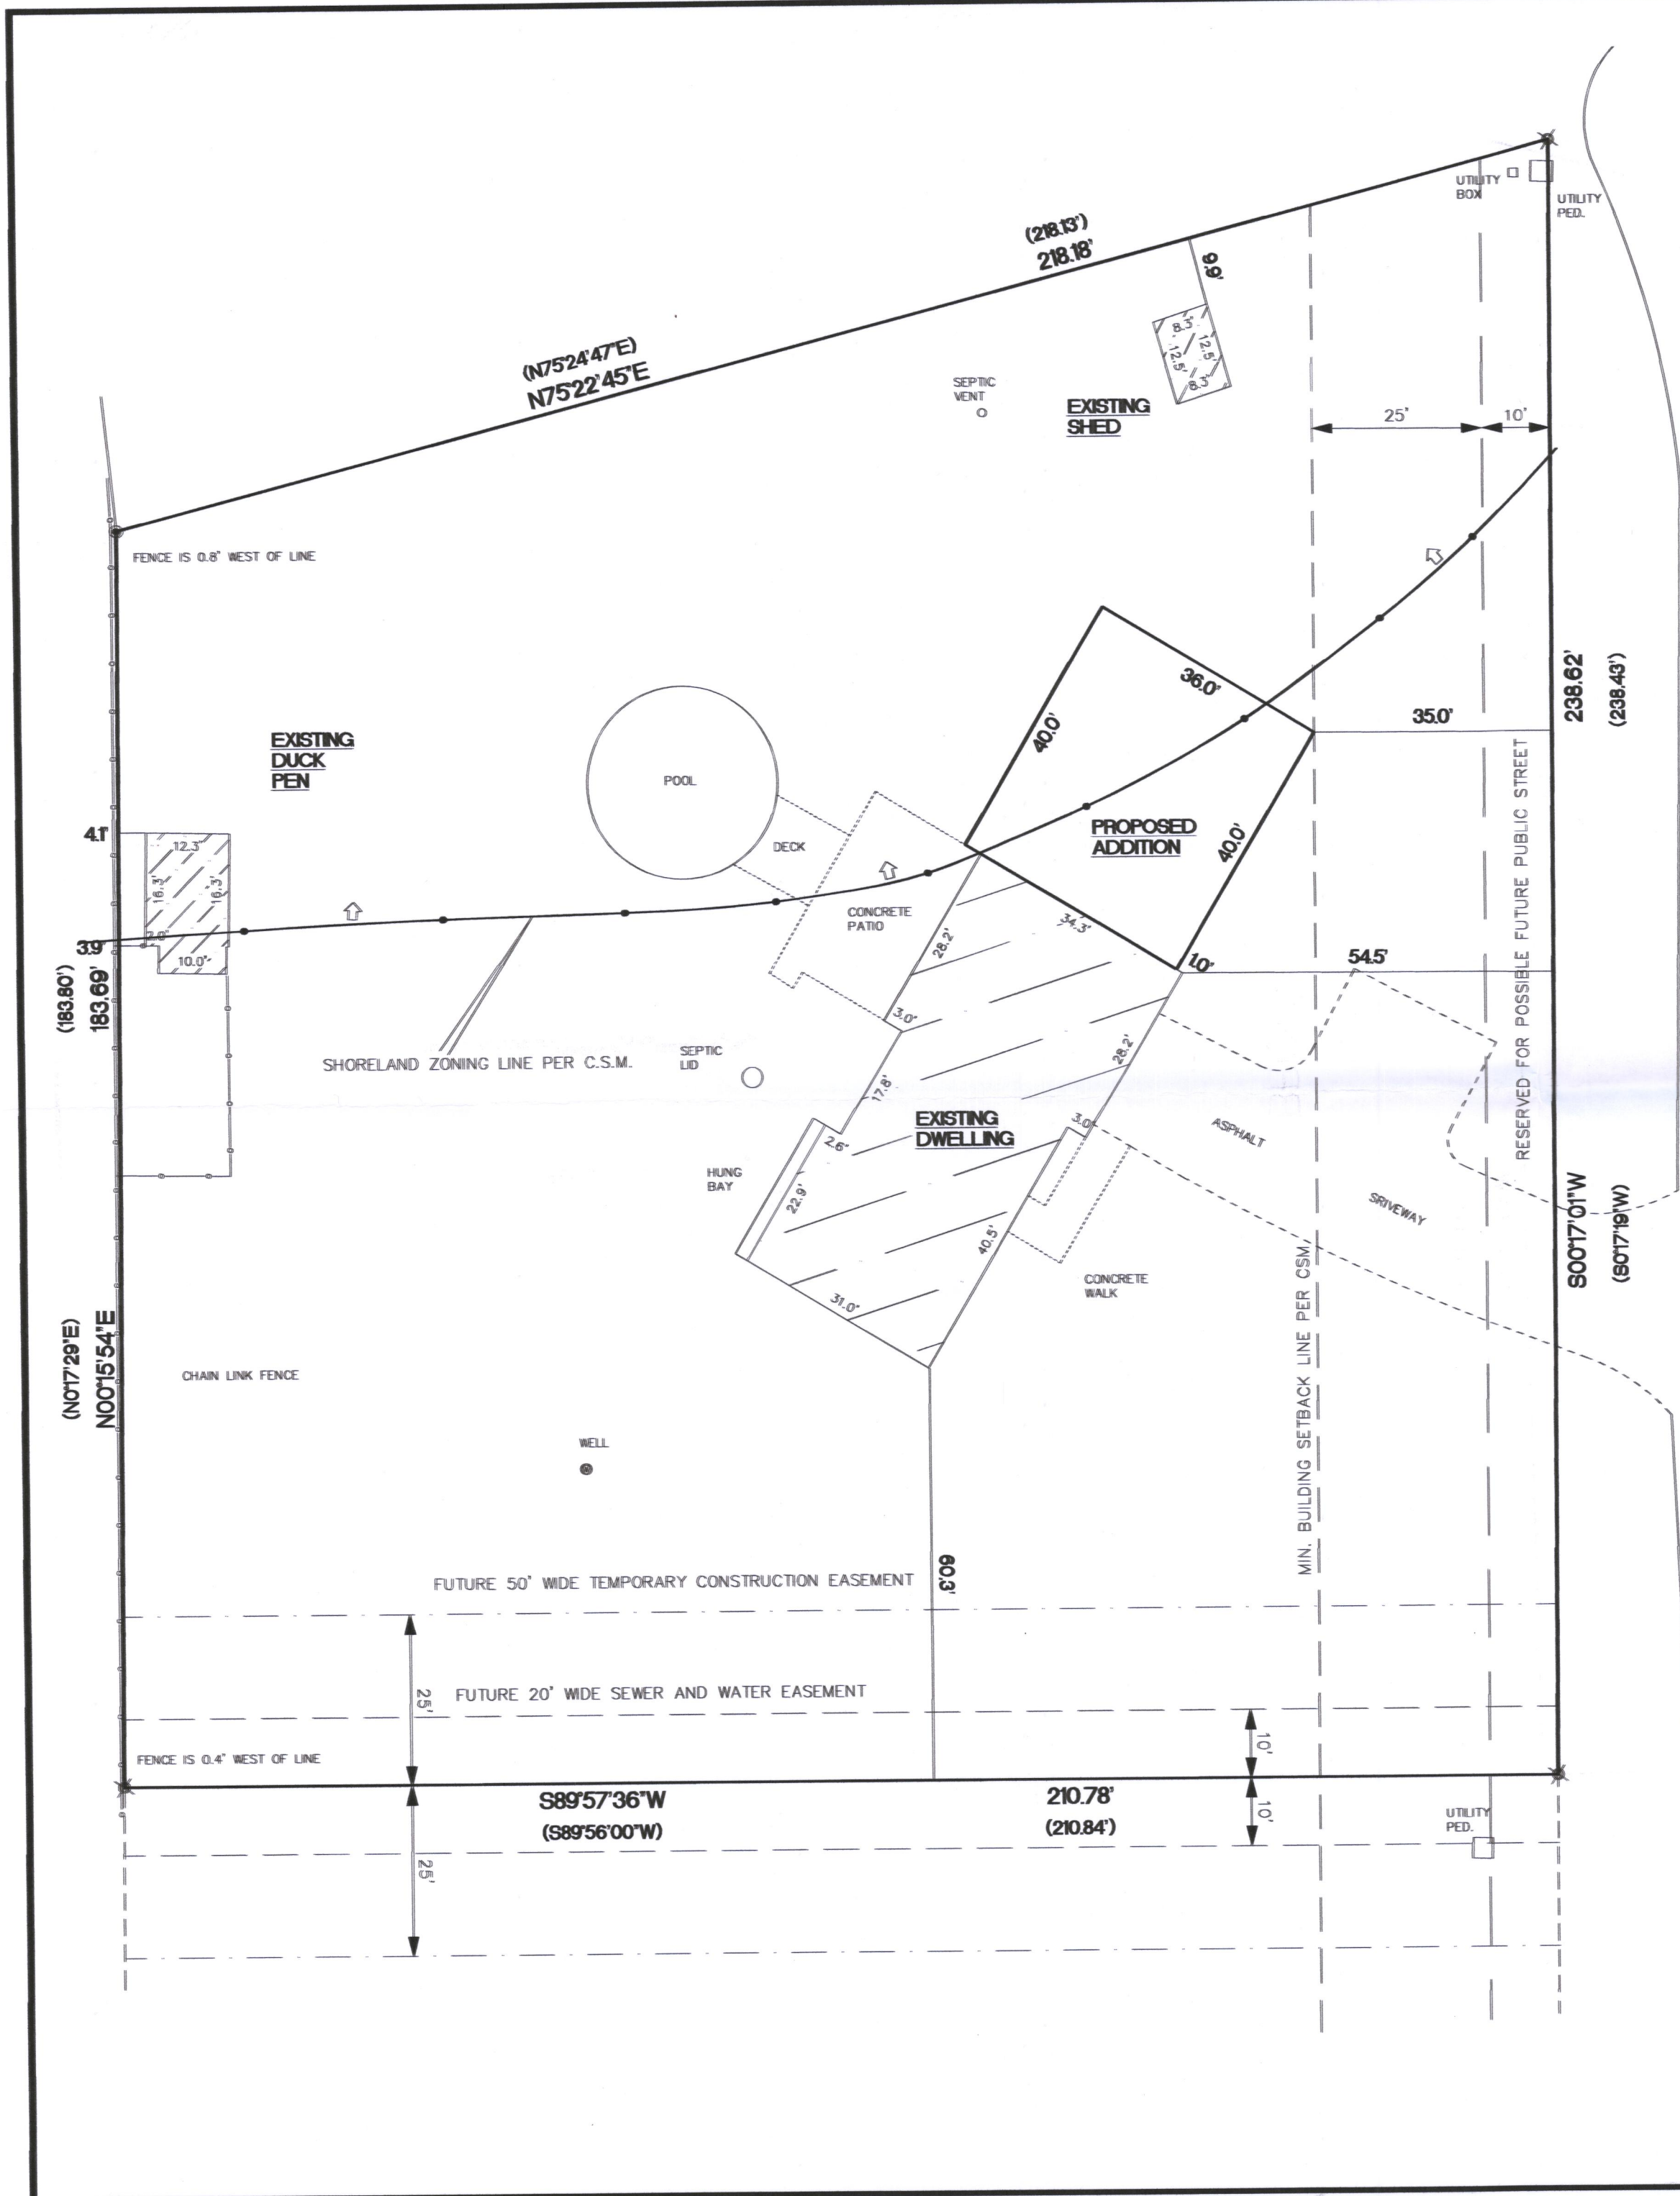 UTILITY
BOX
UTILITY
PED.
(218.13')
218.18'
(N75°24'47"E)
N75°22'45"E
9.9'
8.3'
12.5'
12.5'
8.3'
SEPTIC
VENT
EXISTING
SHED
25'
10'
FENCE IS 0.8' WEST OF LINE
36.0'
40.0'
238.62'
(238.43')
35.0'
EXISTING
DUCK
PEN
POOL
4.1'
12.3'
16.3'
16.3'
DECK
PROPOSED
ADDITION
40.0'
CONCRETE
PATIO
34.3'
28.2'
3.9'
2.0'
10.0'
1.0'
54.5'
(183.80')
183.69'
RESERVED FOR POSSIBLE FUTURE PUBLIC STREET
3.0'
SHORELAND ZONING LINE PER C.S.M.
SEPTIC
LID
28.2'
17.8'
EXISTING
DWELLING
3.0'
ASPHALT
2.6'
HUNG
BAY
22.9'
SRIVEWAY
40.5'
S00°17'01"W
(S0°17'19"W)
CONCRETE
WALK
31.0'
MIN. BUILDING SETBACK LINE PER CSM
(N0°17'29"E)
N00°15'54"E
CHAIN LINK FENCE
WELL
60.3'
FUTURE 50' WIDE TEMPORARY CONSTRUCTION EASEMENT
25'
FUTURE 20' WIDE SEWER AND WATER EASEMENT
10'
FENCE IS 0.4' WEST OF LINE
S89°57'36"W
210.78'
(S89°56'00"W)
(210.84')
10'
UTILITY
PED.
25'